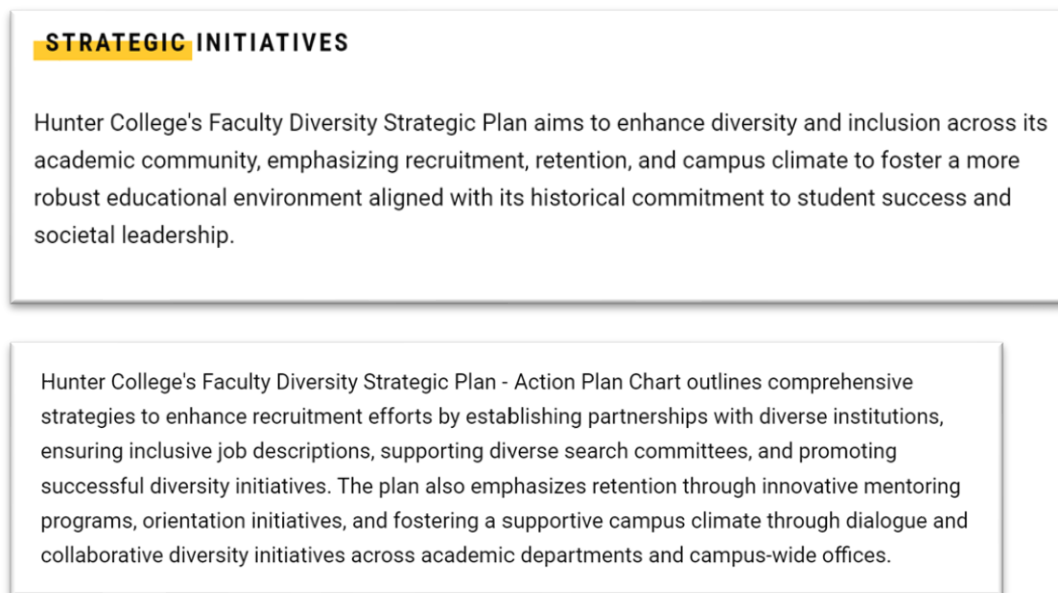 STRATEGIC INITIATIVES
Hunter College's Faculty Diversity Strategic Plan aims to enhance diversity and inclusion across its
academic community, emphasizing recruitment, retention, and campus climate to foster a more
robust educational environment aligned with its historical commitment to student success and
societal leadership.
Hunter College's Faculty Diversity Strategic Plan - Action Plan Chart outlines comprehensive
strategies to enhance recruitment efforts by establishing partnerships with diverse institutions,
ensuring inclusive job descriptions, supporting diverse search committees, and promoting
successful diversity initiatives. The plan also emphasizes retention through innovative mentoring
programs, orientation initiatives, and fostering a supportive campus climate through dialogue and
collaborative diversity initiatives across academic departments and campus-wide offices.